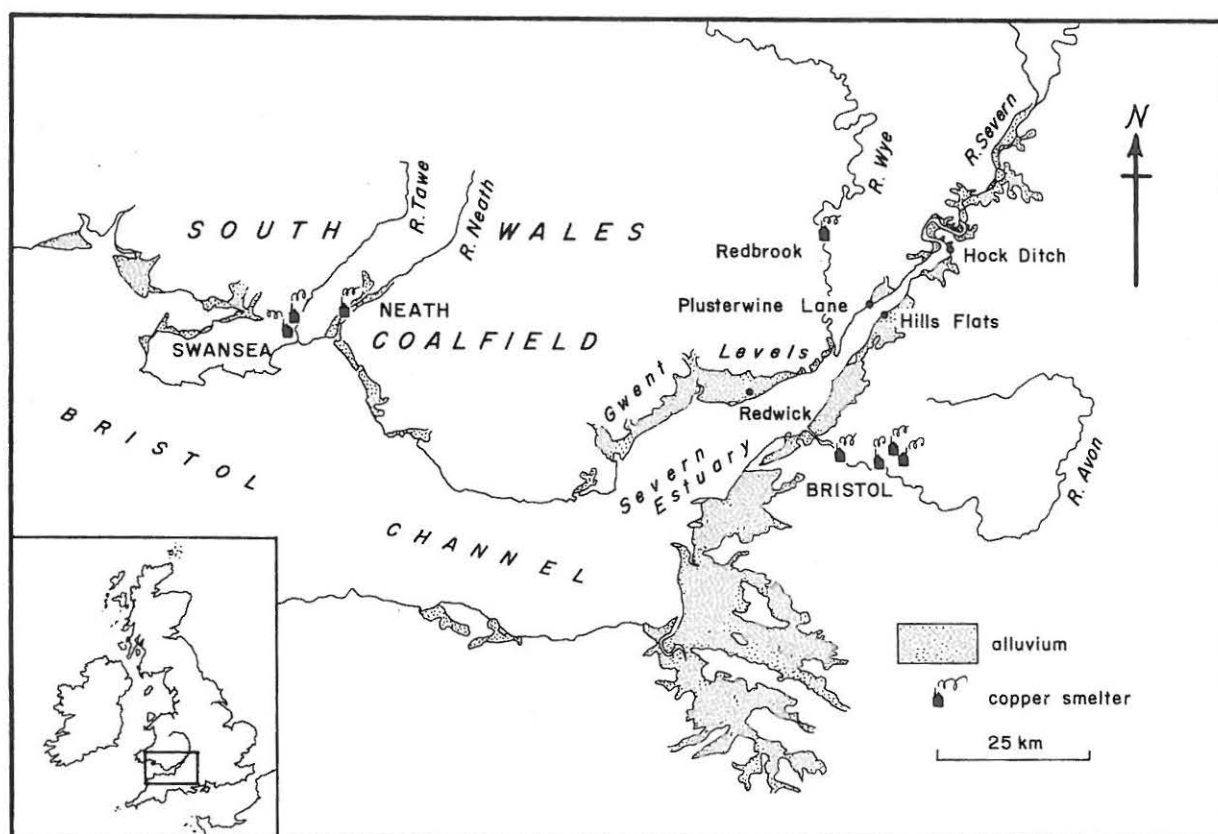 N
R. Severn
R. Wye
R. Tawe
R. Neath
SOUTH WALES
Redbrook
Hock Ditch
Plusterwine Lane
Hills Flats
NEATH
SWANSEA
COALFIELD
Levels
Gwent
Redwick
BRISTOL
CHANNEL
Severn
Estuary
BRISTOL
R. Avon
alluvium
copper smelter
25 km